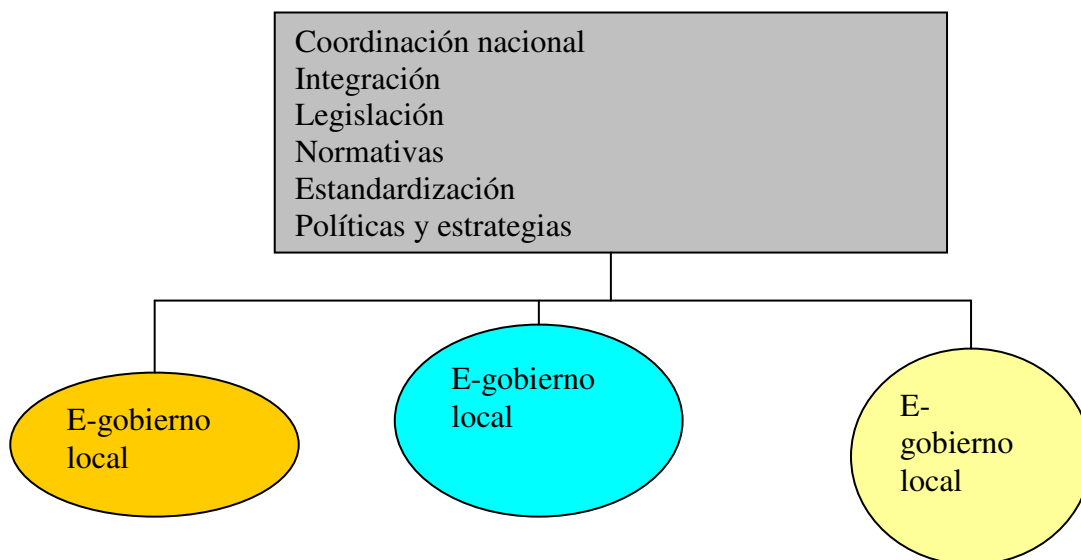 Coordinación nacional
Integración
Legislación
Normativas
Estandardización
Políticas y estrategias
E-gobierno
local
E-gobierno
local
E-
gobierno
local